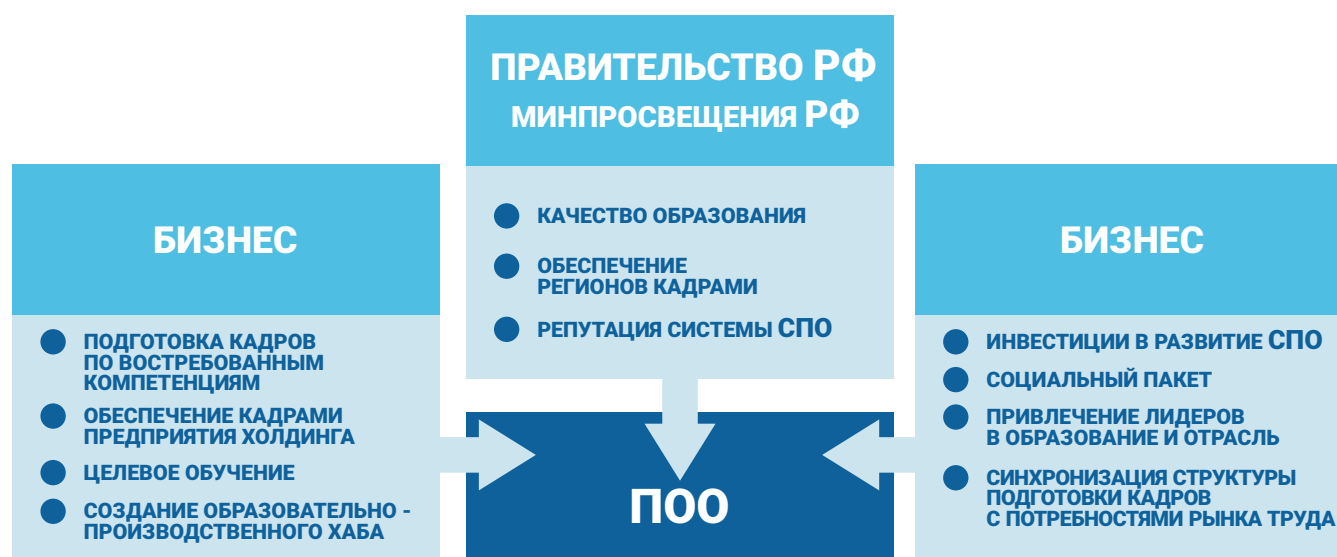 ПРАВИТЕЛЬСТВО РФ
МИНПРОСВЕЩЕНИЯ РФ
КАЧЕСТВО ОБРАЗОВАНИЯ
ОБЕСПЕЧЕНИЕ
РЕГИОНОВ КАДРАМИ
РЕПУТАЦИЯ СИСТЕМЫ СПО
БИЗНЕС
ПОДГОТОВКА КАДРОВ
ПО ВОСТРЕБОВАННЫМ
КОМПЕТЕНЦИЯМ
ОБЕСПЕЧЕНИЕ КАДРАМИ
ПРЕДПРИЯТИЯ ХОЛДИНГА
ЦЕЛЕВОЕ ОБУЧЕНИЕ
СОЗДАНИЕ ОБРАЗОВАТЕЛЬНО -
ПРОИЗВОДСТВЕННОГО ХАБА
ПОО
БИЗНЕС
ИНВЕСТИЦИИ В РАЗВИТИЕ СПО
СОЦИАЛЬНЫЙ ПАКЕТ
ПРИВЛЕЧЕНИЕ ЛИДЕРОВ
В ОБРАЗОВАНИЕ И ОТРАСЛЬ
СИНХРОНИЗАЦИЯ СТРУКТУРЫ
ПОДГОТОВКИ КАДРОВ
С ПОТРЕБНОСТЯМИ РЫНКА ТРУДА